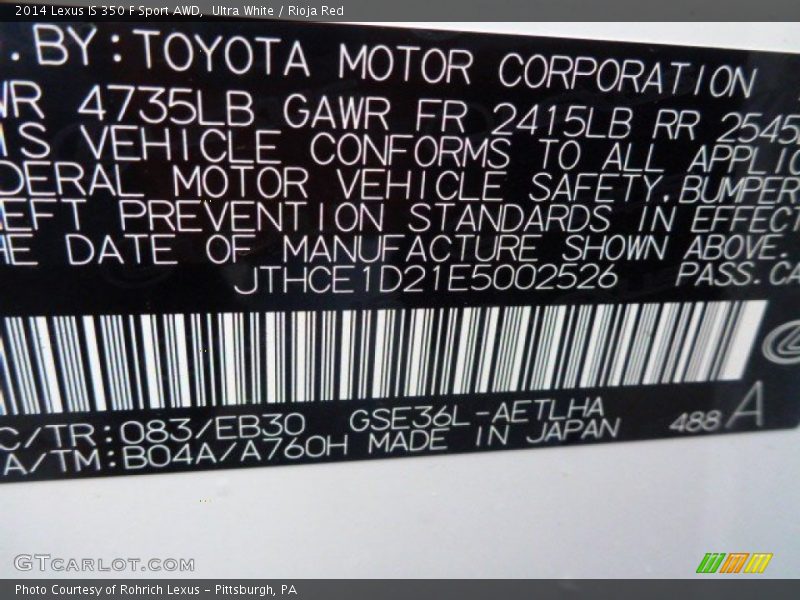 2014 Lexus IS 350 F Sport AWD, Ultra White / Rioja Red
. BY: TOYOTA MOTOR CORPORATION
WR 4735LB GAWR FR 2415LB RR 2545
IS VEHICLE CONFORMS TO ALL APPLIC
DERAL MOTOR VEHICLE SAFETY, BUMPER
EFT PREVENTION STANDARDS IN EFFECT
HE DATE OF MANUFACTURE SHOWN ABOVE.
JTHCE1D21E5002526 PASS.CA
C/TR:083/EB30 GSE36L-AETLHA
A/TM:B04A/A760H MADE IN JAPAN 488 A
GTCARLOT.COM
Photo Courtesy of Rohrich Lexus – Pittsburgh, PA